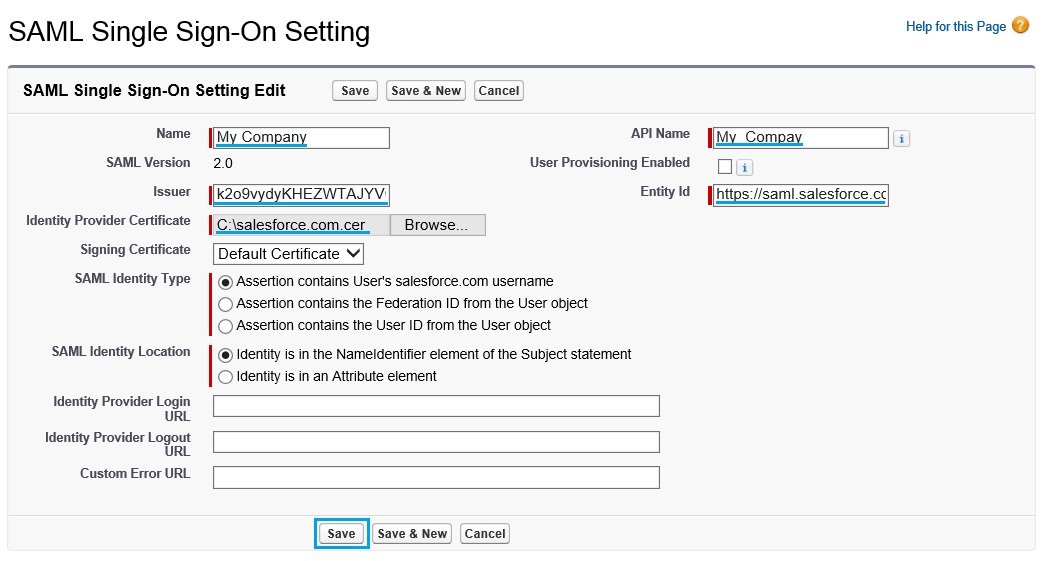 SAML Single Sign-On Setting
Help for this Page ?
SAML Single Sign-On Setting Edit Save Save & New Cancel
Name My Company API Name My_Compay i
SAML Version 2.0 User Provisioning Enabled i
Issuer k2o9vydyKHEZWTAJYV Entity Id https://saml.salesforce.cc
Identity Provider Certificate C:\salesforce.com.cer Browse...
Signing Certificate Default Certificate
SAML Identity Type Assertion contains User's salesforce.com username
Assertion contains the Federation ID from the User object
Assertion contains the User ID from the User object
SAML Identity Location Identity is in the NameIdentifier element of the Subject statement
Identity is in an Attribute element
Identity Provider Login
URL
Identity Provider Logout
URL
Custom Error URL
Save Save & New Cancel